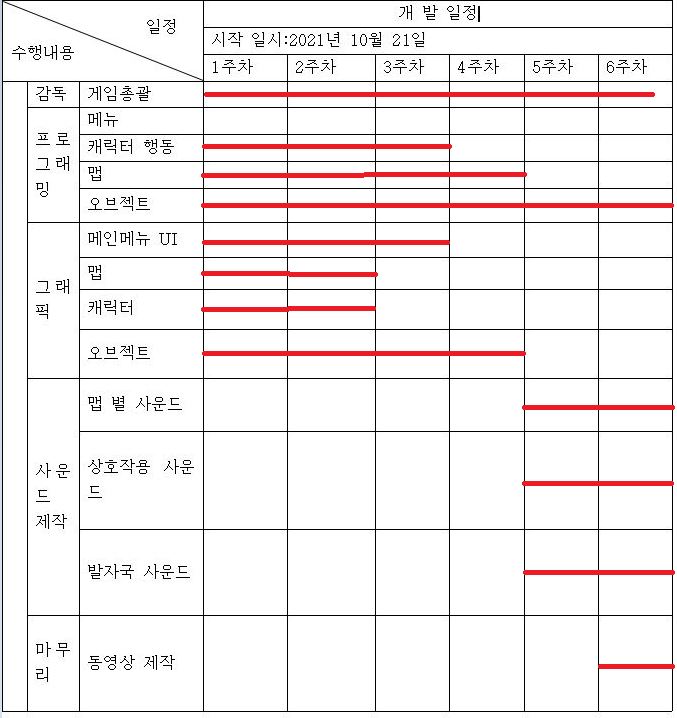 개 발 일정
일정
시작 일시:2021년 10월 21일
수행내용
1주차 2주차 3주차 4주차 5주차 6주차
감독 게임총괄
프로
그래
밍
메뉴
캐릭터 행동
맵
오브젝트
그래
픽
메인메뉴 UI
맵
캐릭터
오브젝트
사운
드
제작
맵 별 사운드
상호작용 사운
드
발자국 사운드
마무
리
동영상 제작